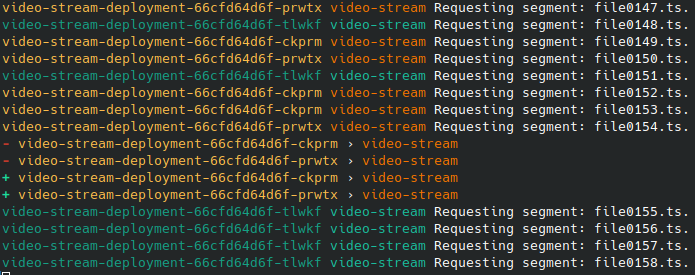 video-stream-deployment-66cfd64d6f-prwtx video-stream Requesting segment: file0147.ts.
video-stream-deployment-66cfd64d6f-tlwkf video-stream Requesting segment: file0148.ts.
video-stream-deployment-66cfd64d6f-ckprm video-stream Requesting segment: file0149.ts.
video-stream-deployment-66cfd64d6f-prwtx video-stream Requesting segment: file0150.ts.
video-stream-deployment-66cfd64d6f-tlwkf video-stream Requesting segment: file0151.ts.
video-stream-deployment-66cfd64d6f-ckprm video-stream Requesting segment: file0152.ts.
video-stream-deployment-66cfd64d6f-ckprm video-stream Requesting segment: file0153.ts.
video-stream-deployment-66cfd64d6f-prwtx video-stream Requesting segment: file0154.ts.
- video-stream-deployment-66cfd64d6f-ckprm › video-stream
- video-stream-deployment-66cfd64d6f-prwtx › video-stream
+ video-stream-deployment-66cfd64d6f-ckprm › video-stream
+ video-stream-deployment-66cfd64d6f-prwtx › video-stream
video-stream-deployment-66cfd64d6f-tlwkf video-stream Requesting segment: file0155.ts.
video-stream-deployment-66cfd64d6f-tlwkf video-stream Requesting segment: file0156.ts.
video-stream-deployment-66cfd64d6f-tlwkf video-stream Requesting segment: file0157.ts.
video-stream-deployment-66cfd64d6f-tlwkf video-stream Requesting segment: file0158.ts.